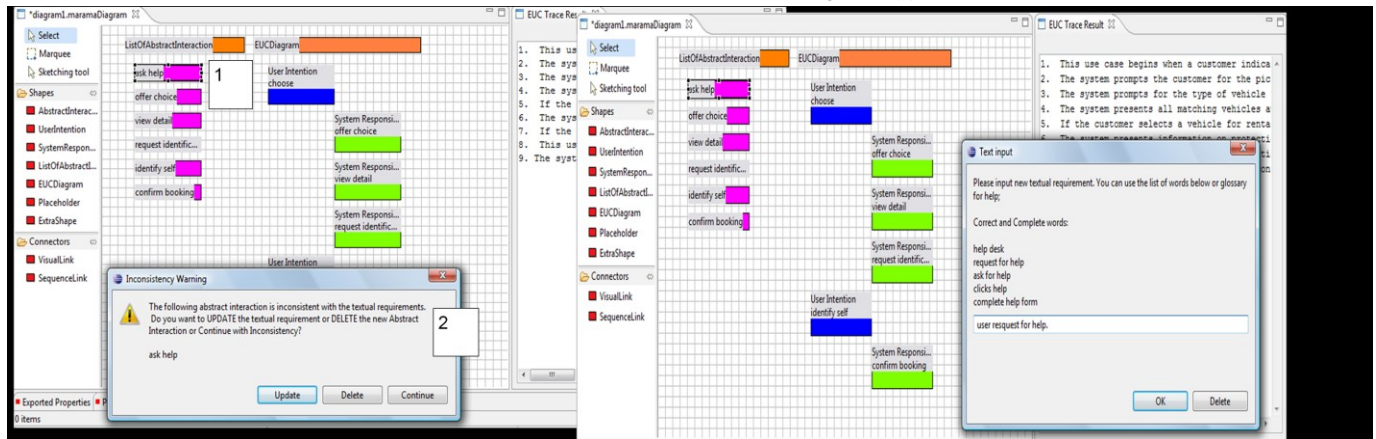 *diagram1.maramaDiagram
Select
Marquee
Sketching tool
Shapes
AbstractInterac...
UserIntention
SystemRespon...
ListOfAbstractI...
EUCDiagram
Placeholder
ExtraShape
Connectors
VisualLink
SequenceLink
ListOfAbstractInteraction
EUCDiagram
ask help
1
offer choice
view detail
request identific...
identify self
confirm booking
User Intention
choose
System Responsi...
offer choice
System Responsi...
view detail
System Responsi...
request identific...
User Intention
Inconsistency Warning
The following abstract interaction is inconsistent with the textual requirements.
Do you want to UPDATE the textual requirement or DELETE the new Abstract
Interaction or Continue with Inconsistency?
ask help
2
Update
Delete
Continue
Exported Properties
P
0 items
EUC Trace Res
1. This us
2. The sys
3. The sys
4. The sys
5. If the
6. The sys
7. If the
8. This us
9. The syst
*diagram1.maramaDiagram
Select
Marquee
Sketching tool
Shapes
AbstractInterac...
UserIntention
SystemRespon...
ListOfAbstractI...
EUCDiagram
Placeholder
ExtraShape
Connectors
VisualLink
SequenceLink
ListOfAbstractInteraction
EUCDiagram
ask help
offer choice
view detail
request identific...
identify self
confirm booking
User Intention
choose
System Responsi...
offer choice
System Responsi...
view detail
System Responsi...
request identific...
User Intention
identify self
System Responsi...
confirm booking
EUC Trace Result
1. This use case begins when a customer indica
2. The system prompts the customer for the pic
3. The system prompts for the type of vehicle
4. The system presents all matching vehicles a
5. If the customer selects a vehicle for renta
6. The system presents information on protecti
Text input
Please input new textual requirement. You can use the list of words below or glossary
for help;
Correct and Complete words:
help desk
request for help
ask for help
clicks help
complete help form
user resquest for help.
OK
Delete